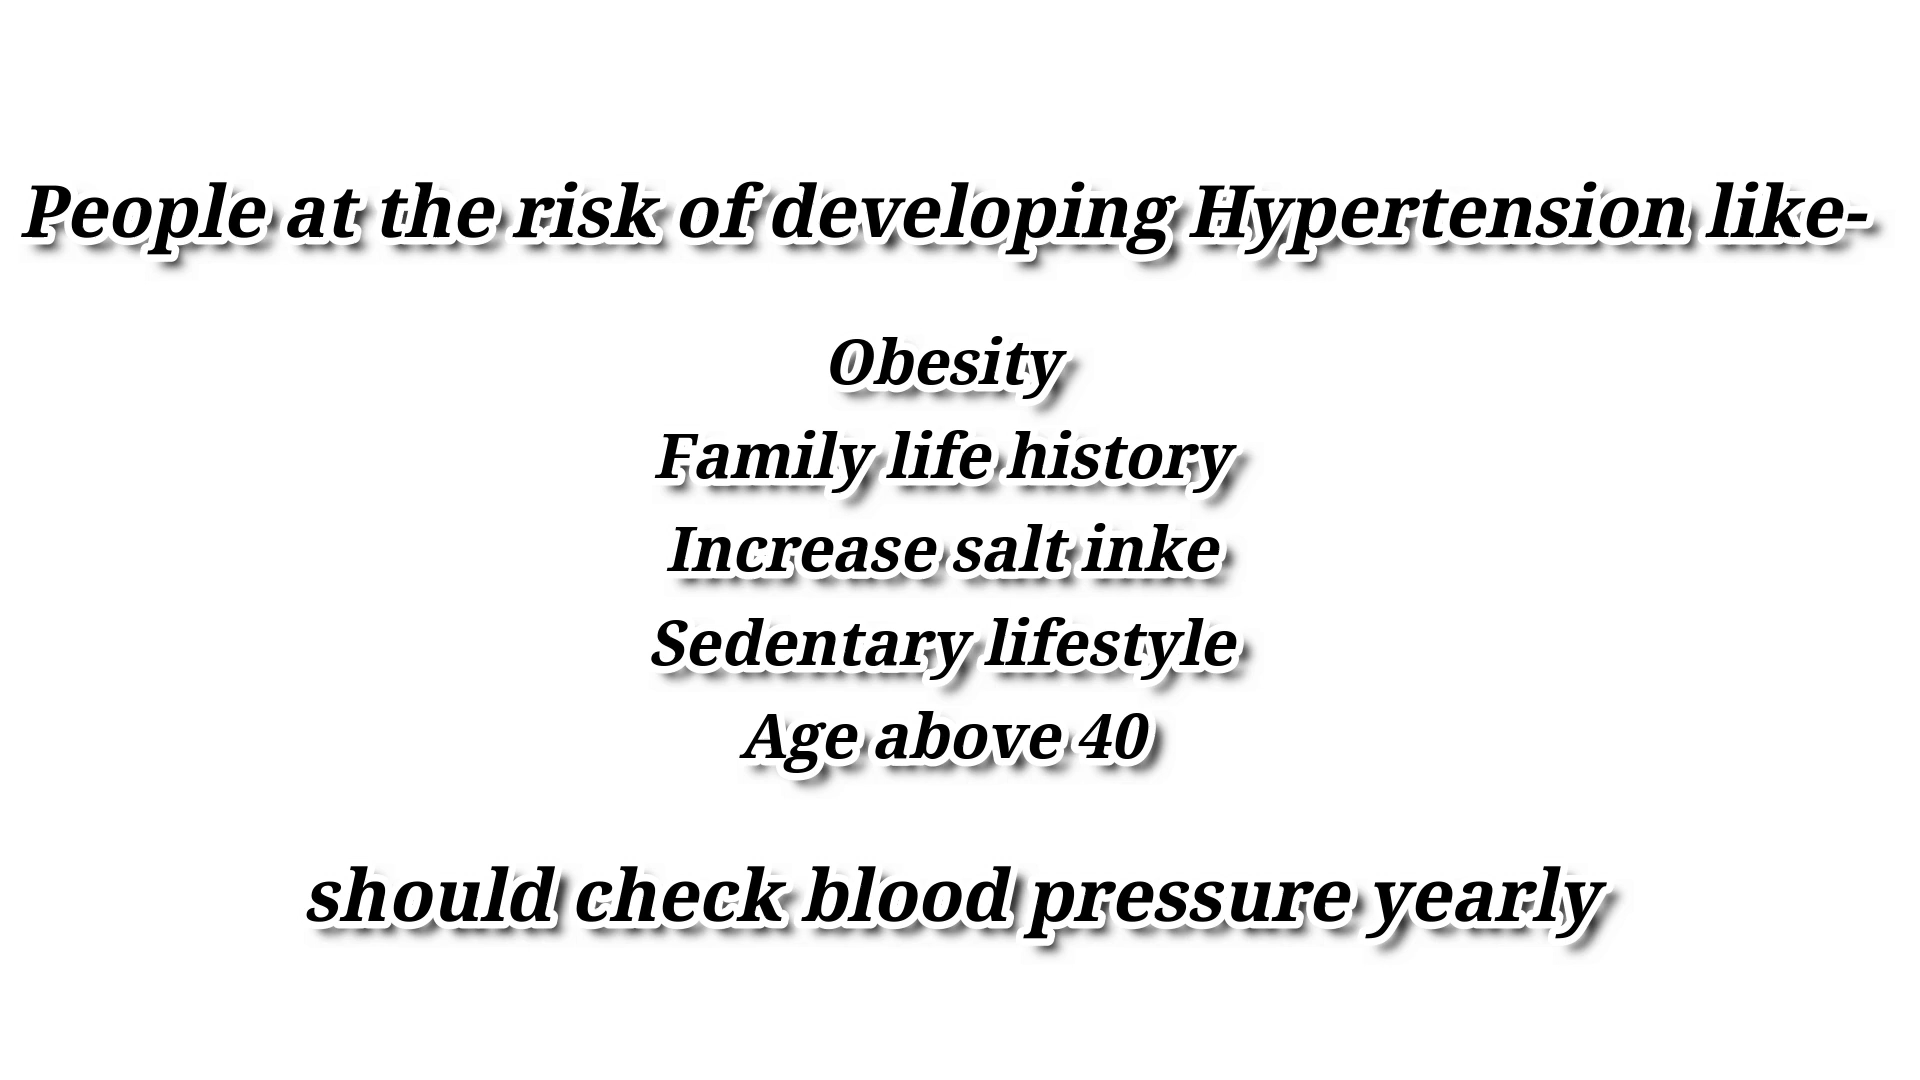 People at the risk of developing Hypertension like-
Obesity
Family life history
Increase salt inke
Sedentary lifestyle
Age above 40
should check blood pressure yearly